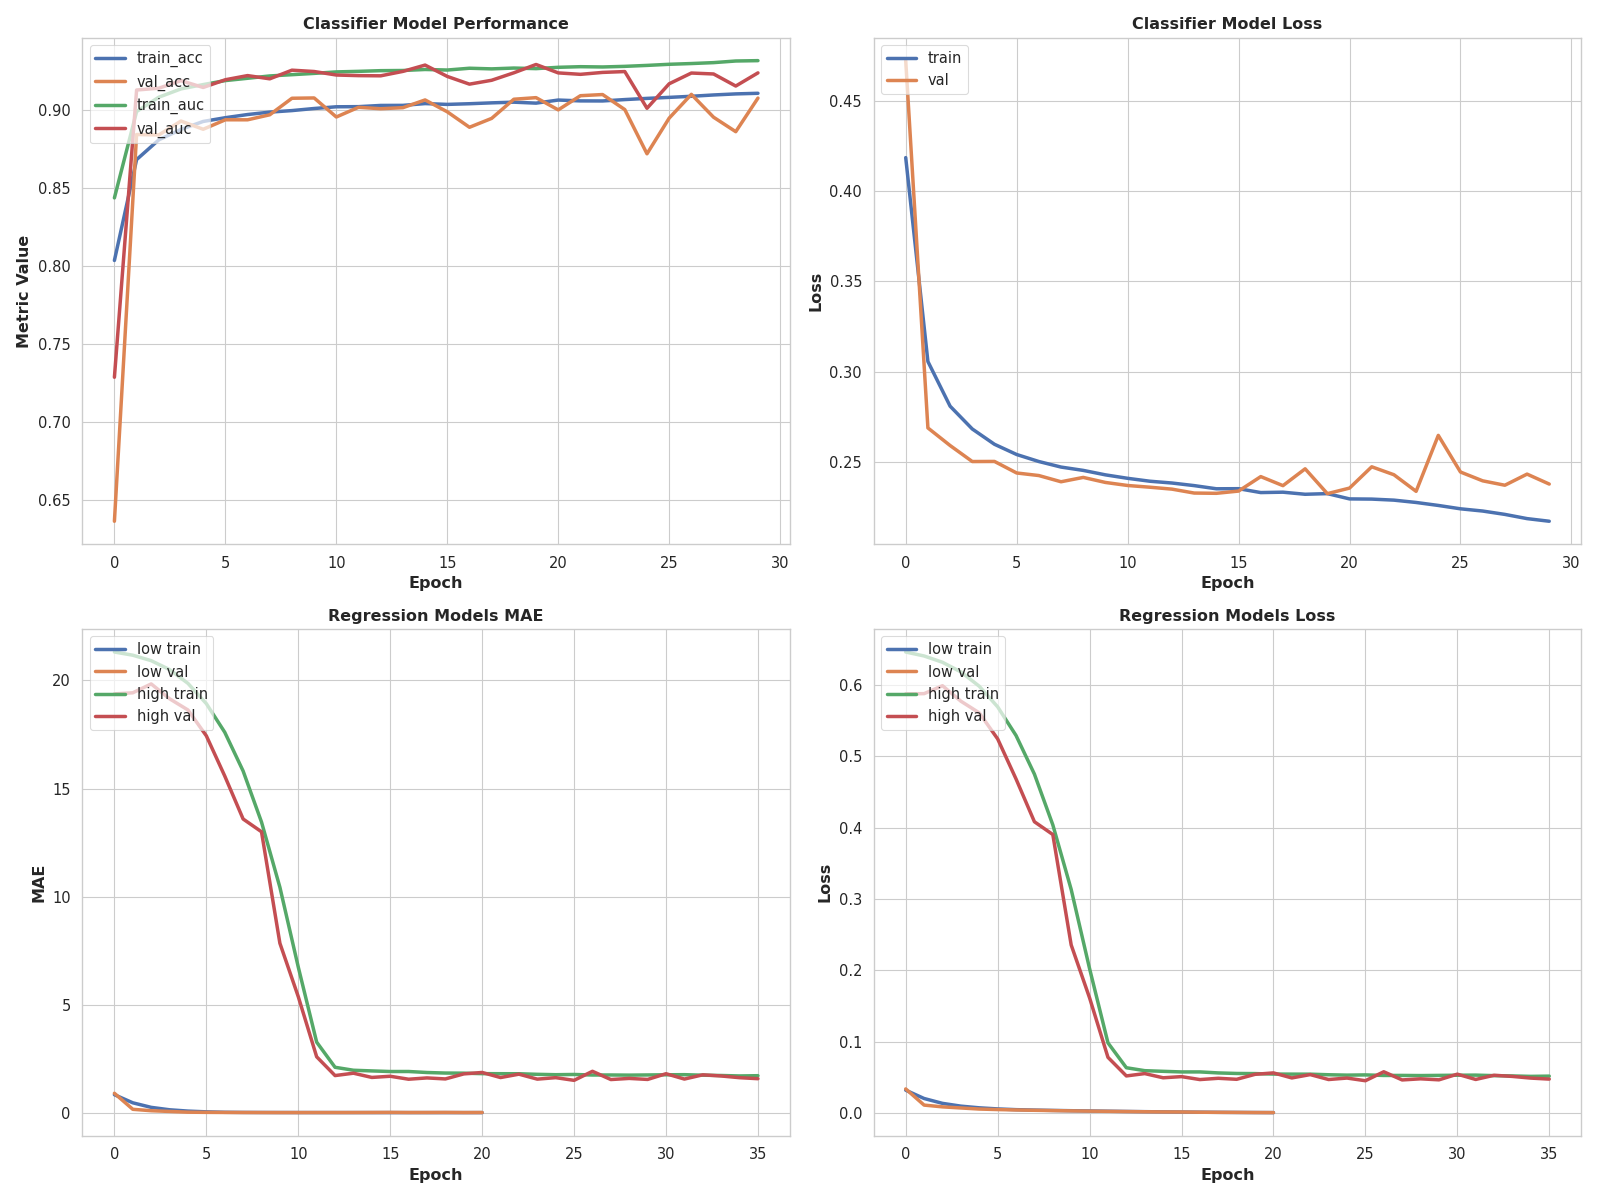 Classifier Model Performance
Metric Value
0.90
0.85
0.80
0.75
0.70
0.65
train_acc
val_acc
train_auc
val_auc
0 5 10 15 20 25 30
Epoch
Classifier Model Loss
Loss
0.45
0.40
0.35
0.30
0.25
train
val
0 5 10 15 20 25 30
Epoch
Regression Models MAE
MAE
20
15
10
5
0
low train
low val
high train
high val
0 5 10 15 20 25 30 35
Epoch
Regression Models Loss
Loss
0.6
0.5
0.4
0.3
0.2
0.1
0.0
low train
low val
high train
high val
0 5 10 15 20 25 30 35
Epoch